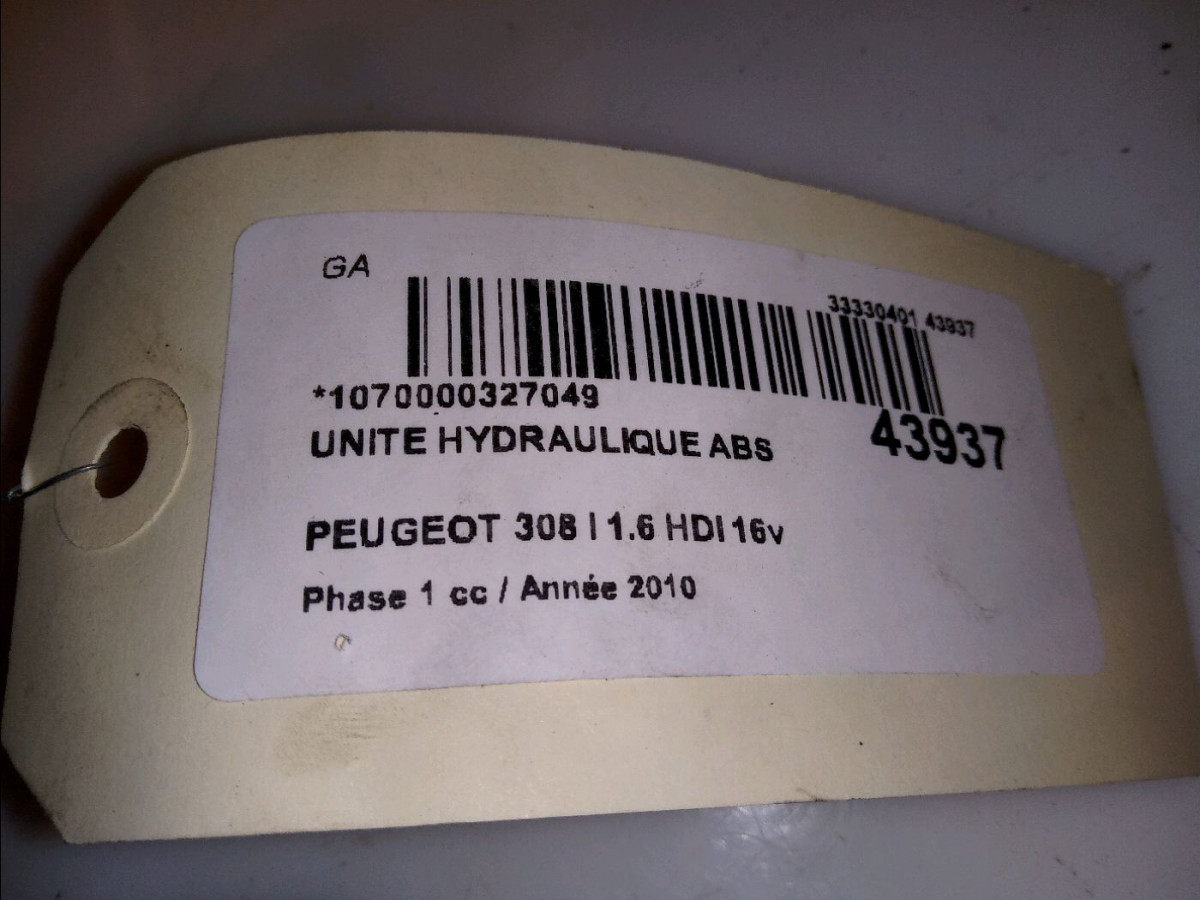 GA
33330401 43937
*1070000327049
43937
UNITE HYDRAULIQUE ABS
PEUGEOT 308 I 1.6 HDI 16v
Phase 1 cc / Année 2010